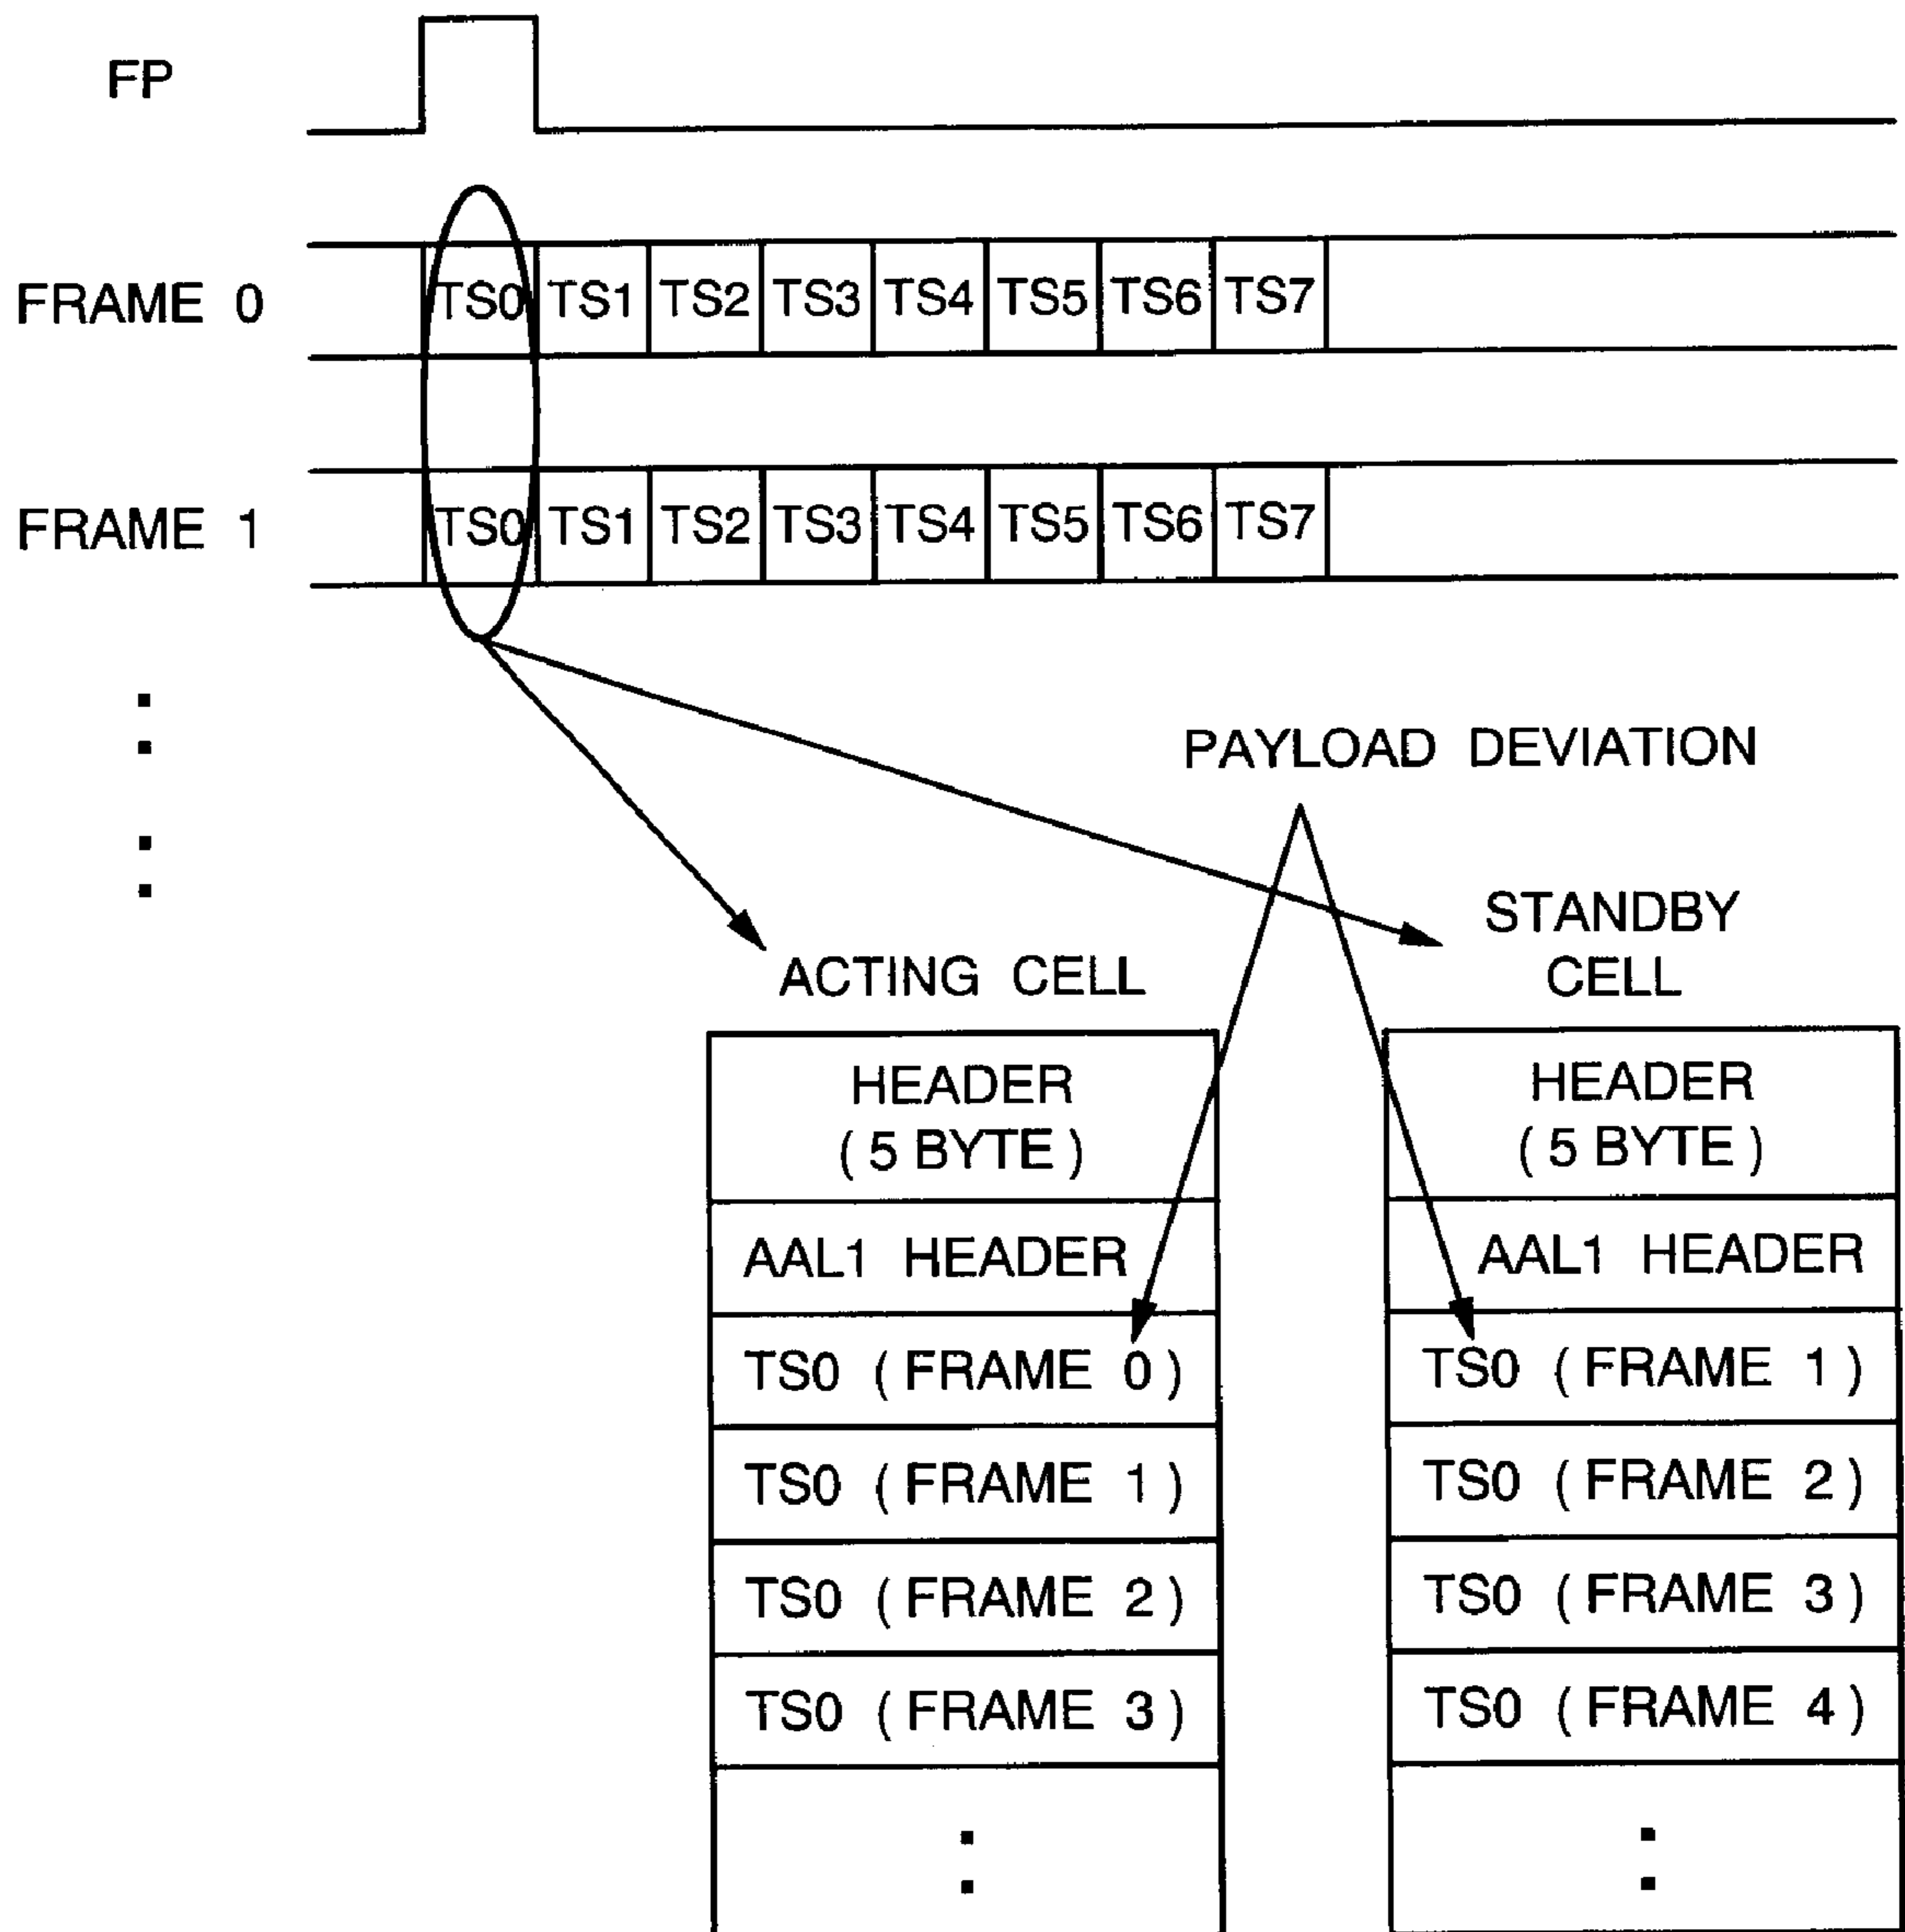 FP
FRAME 0
TS0 TS1 TS2 TS3 TS4 TS5 TS6 TS7
FRAME 1
TS0 TS1 TS2 TS3 TS4 TS5 TS6 TS7
PAYLOAD DEVIATION
ACTING CELL
HEADER
( 5 BYTE )
AAL1 HEADER
TS0 ( FRAME 0 )
TS0 ( FRAME 1 )
TS0 ( FRAME 2 )
TS0 ( FRAME 3 )
STANDBY
CELL
HEADER
( 5 BYTE )
AAL1 HEADER
TS0 ( FRAME 1 )
TS0 ( FRAME 2 )
TS0 ( FRAME 3 )
TS0 ( FRAME 4 )